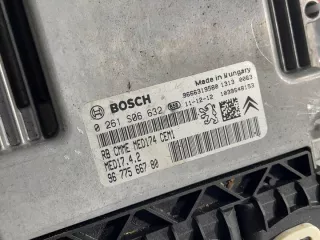 BOSCH
Made in Hungary
0 261 S06 632
11-12-12
RB CMME MED174 CEM1
MED17.4.2
96 775 667 80